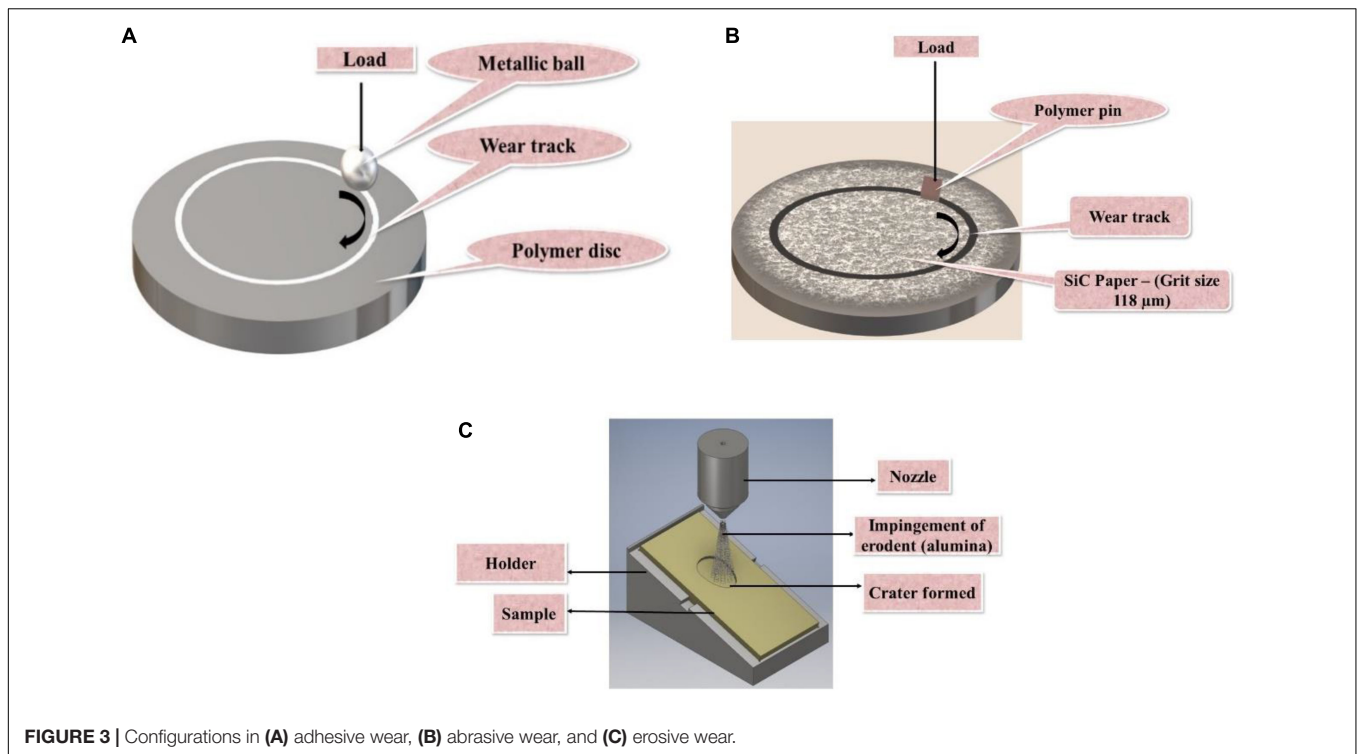 A
Load
Metallic ball
Wear track
Polymer disc
B
Load
Polymer pin
Wear track
SiC Paper – (Grit size
118 µm)
C
Nozzle
Impingement of
erodent (alumina)
Holder
Crater formed
Sample
FIGURE 3 | Configurations in (A) adhesive wear, (B) abrasive wear, and (C) erosive wear.